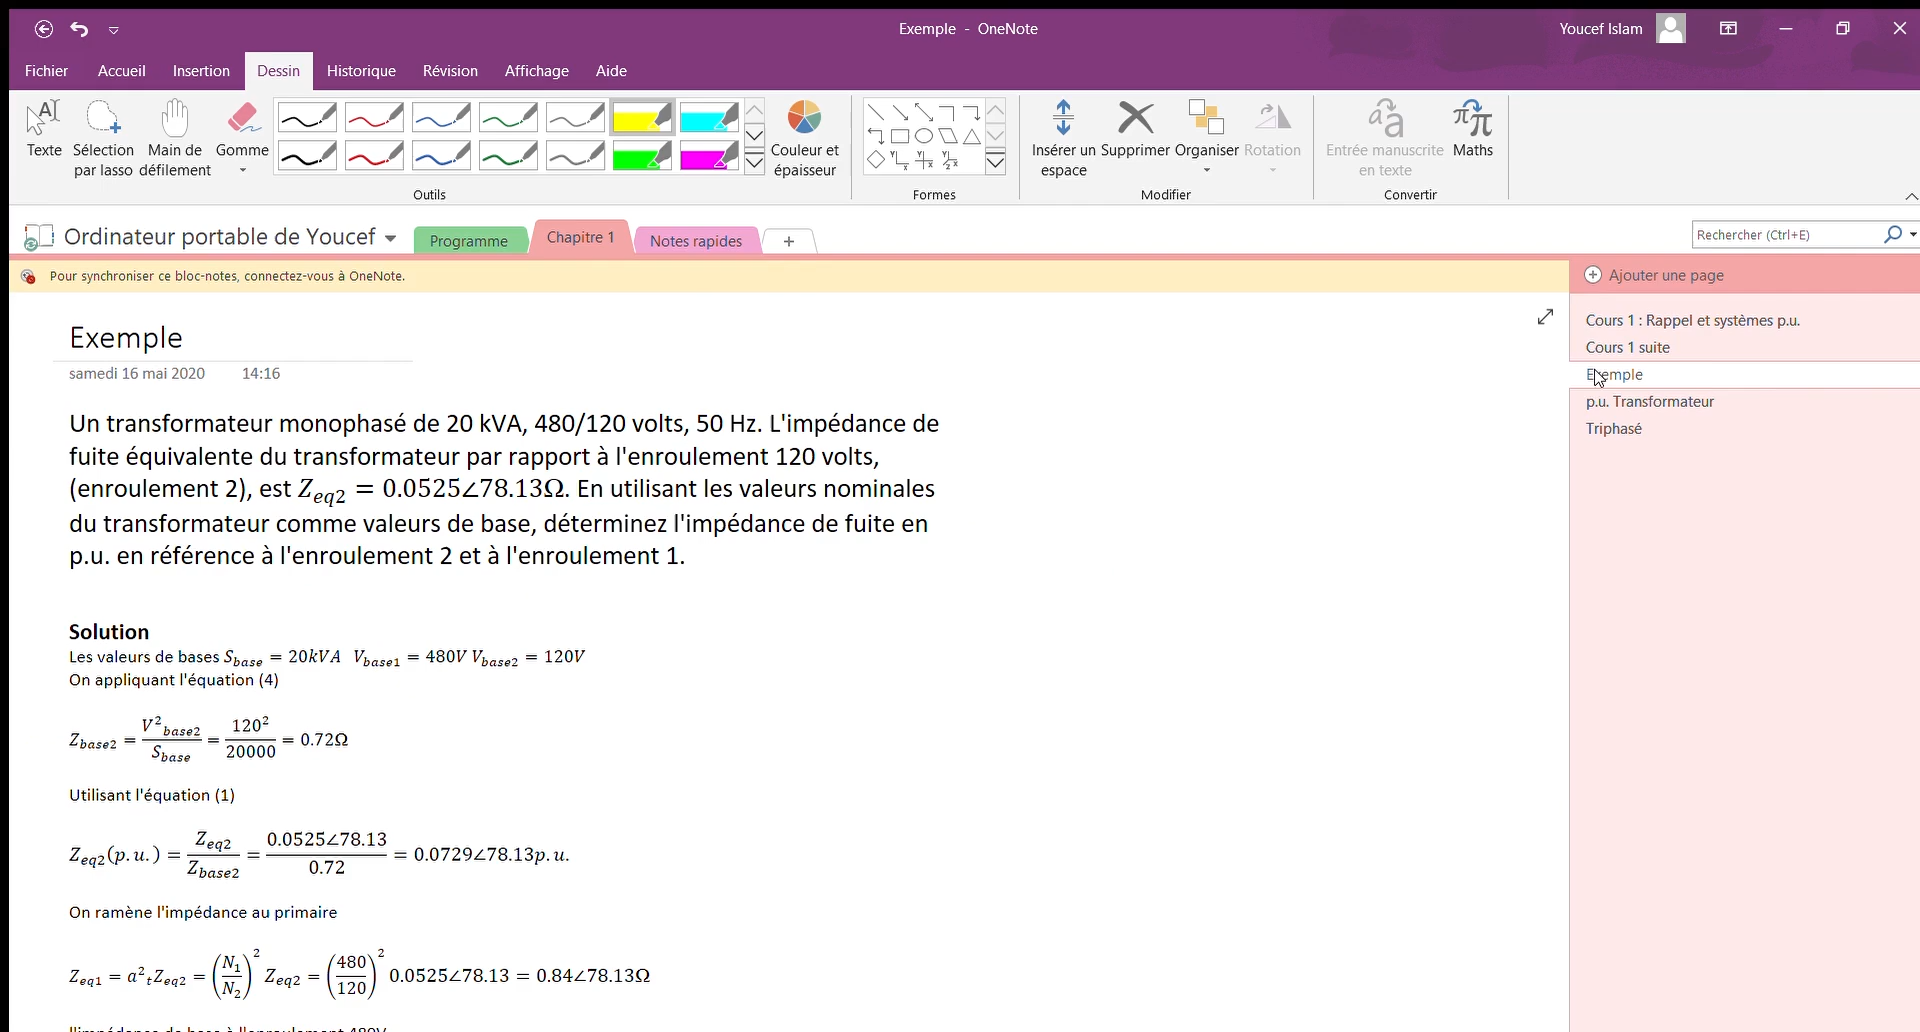 Exemple - OneNote
Youcef Islam
Fichier Accueil Insertion Dessin Historique Révision Affichage Aide
Texte Sélection par lasso Main de défilement Gomme Couleur et épaisseur Insérer un espace Supprimer Organiser Rotation Entrée manuscrite en texte Maths
Outils Formes Modifier Convertir
Ordinateur portable de Youcef Programme Chapitre 1 Notes rapides + Rechercher (Ctrl+E)
Pour synchroniser ce bloc-notes, connectez-vous à OneNote.
Ajouter une page
Cours 1 : Rappel et systèmes p.u.
Cours 1 suite
Exemple
p.u. Transformateur
Triphasé
Exemple
samedi 16 mai 2020 14:16
Un transformateur monophasé de 20 kVA, 480/120 volts, 50 Hz. L'impédance de
fuite équivalente du transformateur par rapport à l'enroulement 120 volts,
(enroulement 2), est Z_eq2 = 0.0525∠78.13Ω. En utilisant les valeurs nominales
du transformateur comme valeurs de base, déterminez l'impédance de fuite en
p.u. en référence à l'enroulement 2 et à l'enroulement 1.
Solution
Les valeurs de bases S_base = 20kVA V_base1 = 480V V_base2 = 120V
On appliquant l'équation (4)
Z_base2 = V²_base2 / S_base = 120² / 20000 = 0.72Ω
Utilisant l'équation (1)
Z_eq2(p.u.) = Z_eq2 / Z_base2 = 0.0525∠78.13 / 0.72 = 0.0729∠78.13p.u.
On ramène l'impédance au primaire
Z_eq1 = a²_t Z_eq2 = (N₁/N₂)² Z_eq2 = (480/120)² 0.0525∠78.13 = 0.84∠78.13Ω